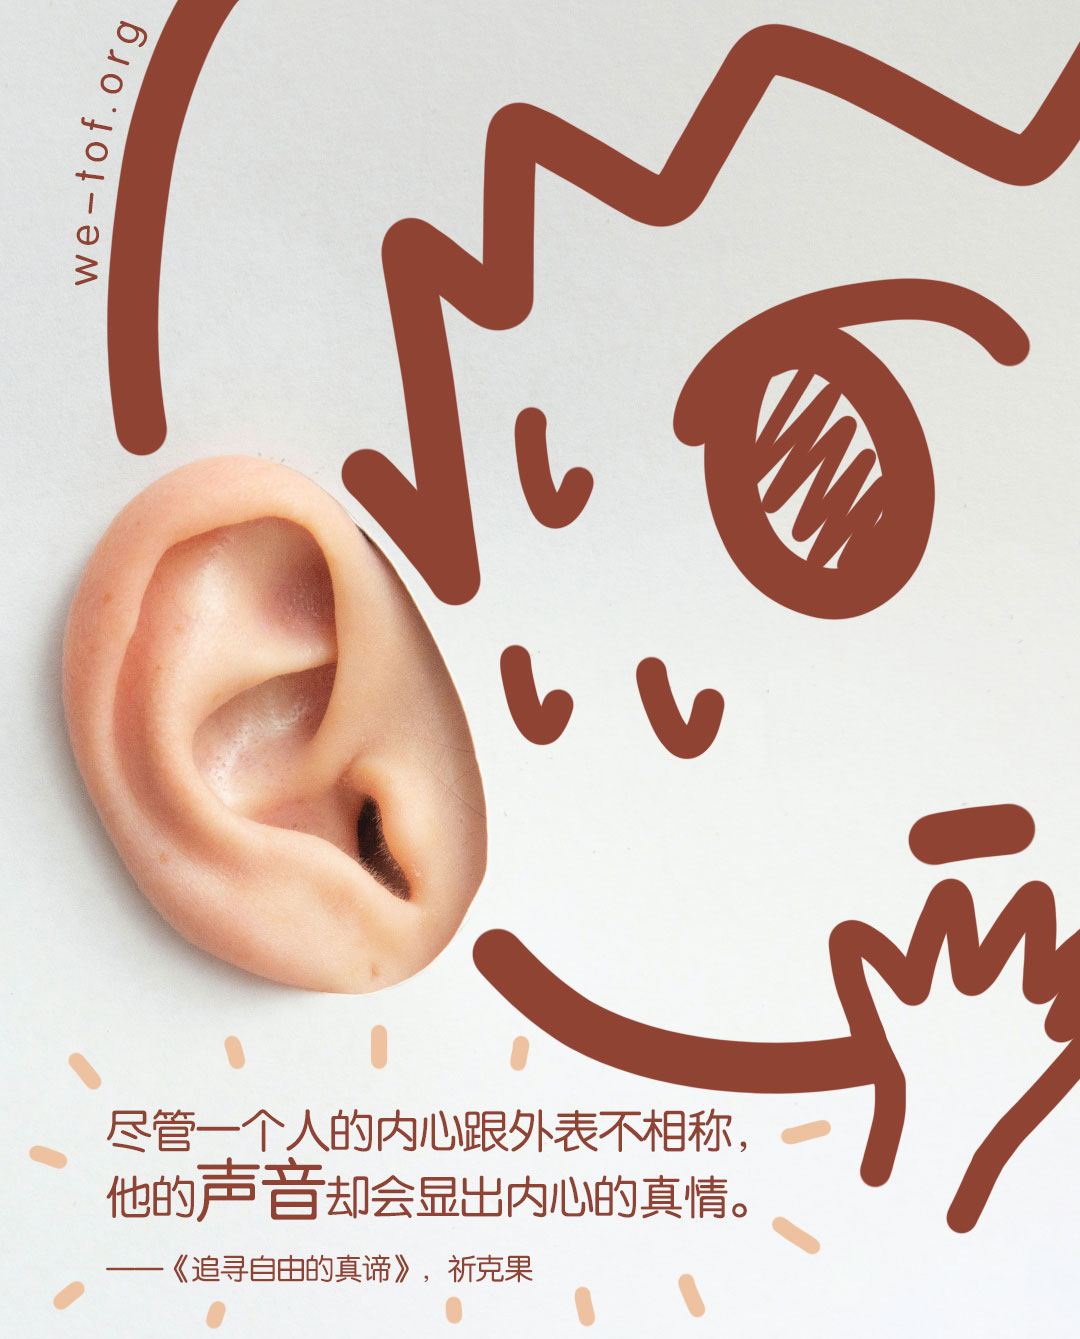 we-tof.org
尽管一个人的内心跟外表不相称，
他的声音却会显出内心的真情。
——《追寻自由的真谛》，祈克果